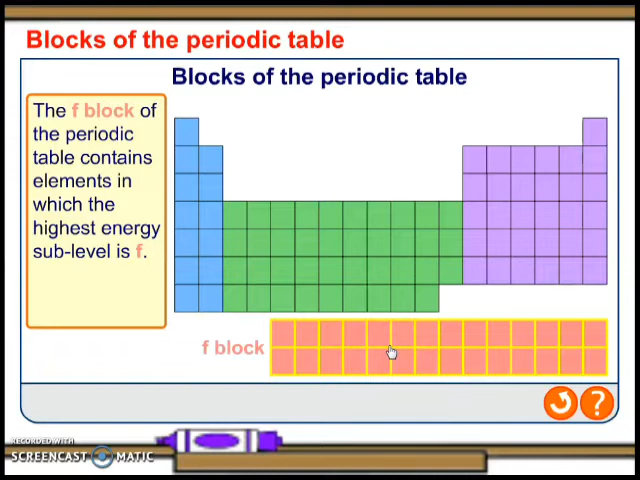 Blocks of the periodic table
Blocks of the periodic table
The f block of
the periodic
table contains
elements in
which the
highest energy
sub-level is f.
f block
?
RECORDED WITH
SCREENCAST MATIC